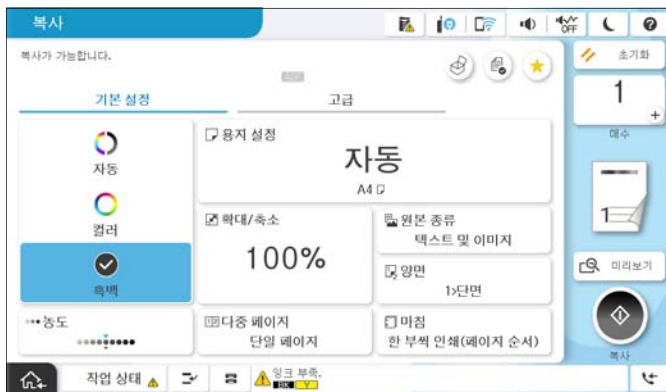 복사
OFF
복사가 가능합니다.
ADF
초기화
기본 설정
고급
1
+
매수
자동
컬러
흑백
농도
용지 설정
자동
A4
확대/축소
100%
원본 종류
텍스트 및 이미지
양면
1>단면
다중 페이지
단일 페이지
마침
한 부씩 인쇄(페이지 순서)
1
미리보기
복사
작업 상태
잉크 부족.
BK Y